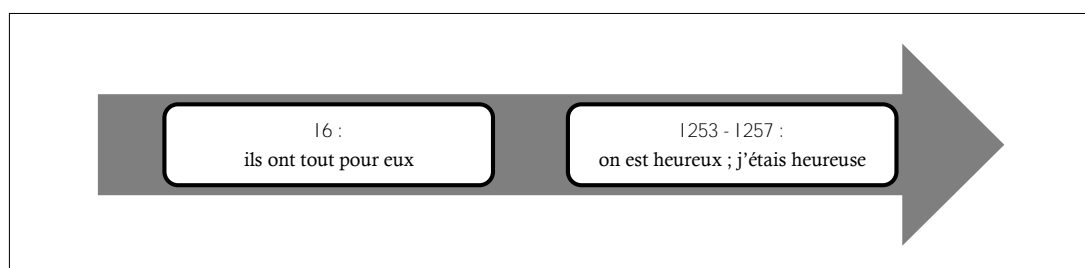 16 :
ils ont tout pour eux
1253 - 1257 :
on est heureux ; j’étais heureuse